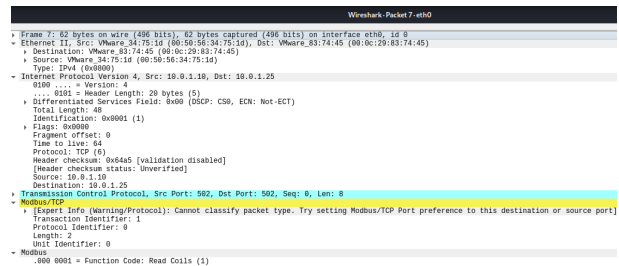 Wireshark · Packet 7 · eth0
Frame 7: 62 bytes on wire (496 bits), 62 bytes captured (496 bits) on interface eth0, id 0
Ethernet II, Src: VMware_34:75:1d (00:50:56:34:75:1d), Dst: VMware_83:74:45 (00:0c:29:83:74:45)
Destination: VMware_83:74:45 (00:0c:29:83:74:45)
Source: VMware_34:75:1d (00:50:56:34:75:1d)
Type: IPv4 (0x0800)
Internet Protocol Version 4, Src: 10.0.1.10, Dst: 10.0.1.25
0100 .... = Version: 4
.... 0101 = Header Length: 20 bytes (5)
Differentiated Services Field: 0x00 (DSCP: CS0, ECN: Not-ECT)
Total Length: 48
Identification: 0x0001 (1)
Flags: 0x0000
Fragment offset: 0
Time to live: 64
Protocol: TCP (6)
Header checksum: 0x64a5 [validation disabled]
[Header checksum status: Unverified]
Source: 10.0.1.10
Destination: 10.0.1.25
Transmission Control Protocol, Src Port: 502, Dst Port: 502, Seq: 0, Len: 8
Modbus/TCP
[Expert Info (Warning/Protocol): Cannot classify packet type. Try setting Modbus/TCP Port preference to this destination or source port]
Transaction Identifier: 1
Protocol Identifier: 0
Length: 2
Unit Identifier: 0
Modbus
.000 0001 = Function Code: Read Coils (1)